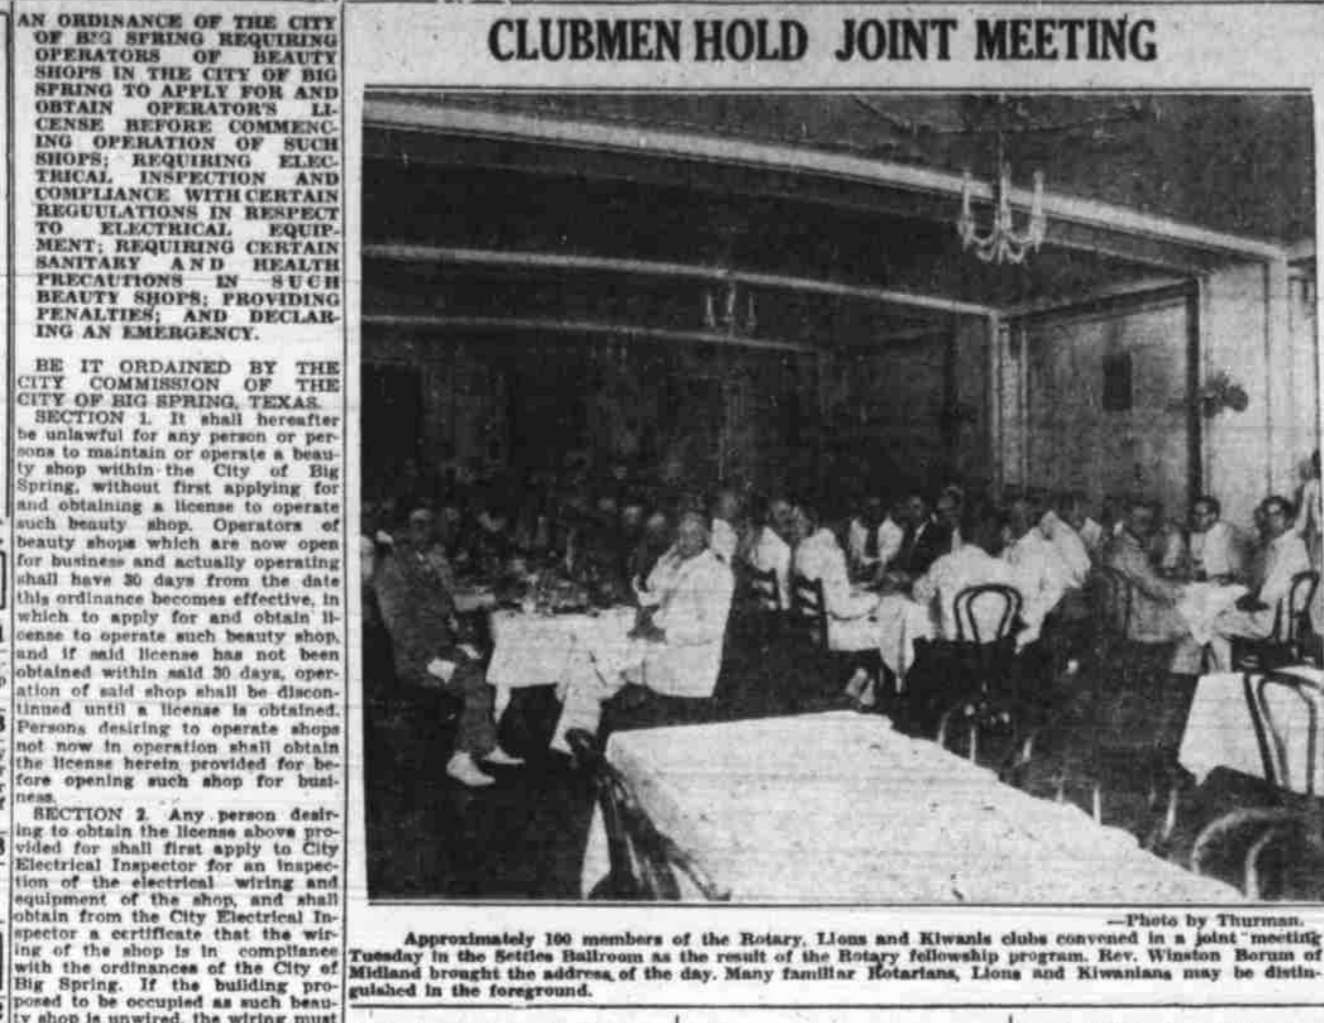 AN ORDINANCE OF THE CITY
OF BIG SPRING REQUIRING
OPERATORS OF BEAUTY
SHOPS IN THE CITY OF BIG
SPRING TO APPLY FOR AND
OBTAIN OPERATOR'S LI-
CENSE BEFORE COMMENC-
ING OPERATION OF SUCH
SHOPS; REQUIRING ELEC-
TRICAL INSPECTION AND
COMPLIANCE WITH CERTAIN
REGUULATIONS IN RESPECT
TO ELECTRICAL EQUIP-
MENT; REQUIRING CERTAIN
SANITARY AND HEALTH
PRECAUTIONS IN SUCH
BEAUTY SHOPS; PROVIDING
PENALTIES; AND DECLAR-
ING AN EMERGENCY.
BE IT ORDAINED BY THE
CITY COMMISSION OF THE
CITY OF BIG SPRING, TEXAS.
SECTION 1. It shall hereafter
be unlawful for any person or per-
sons to maintain or operate a beau-
ty shop within the City of Big
Spring, without first applying for
and obtaining a license to operate
such beauty shop. Operators of
beauty shops which are now open
for business and actually operating
shall have 30 days from the date
this ordinance becomes effective, in
which to apply for and obtain li-
cense to operate such beauty shop,
and if said license has not been
obtained within said 30 days, oper-
ation of said shop shall be discon-
tinued until a license is obtained.
Persons desiring to operate shops
not now in operation shall obtain
the license herein provided for be-
fore opening such shop for busi-
ness.
SECTION 2. Any person desir-
ing to obtain the license above pro-
vided for shall first apply to City
Electrical Inspector for an inspec-
tion of the electrical wiring and
equipment of the shop, and shall
obtain from the City Electrical In-
spector a certificate that the wir-
ing of the shop is in compliance
with the ordinances of the City of
Big Spring. If the building pro-
posed to be occupied as such beau-
ty shop is unwired, the wiring must
CLUBMEN HOLD JOINT MEETING
—Photo by Thurman.
Approximately 100 members of the Rotary, Lions and Kiwanis clubs convened in a joint meeting
Tuesday in the Settles Ballroom as the result of the Rotary fellowship program. Rev. Winston Borum of
Midland brought the address of the day. Many familiar Rotarians, Lions and Kiwanians may be distin-
guished in the foreground.